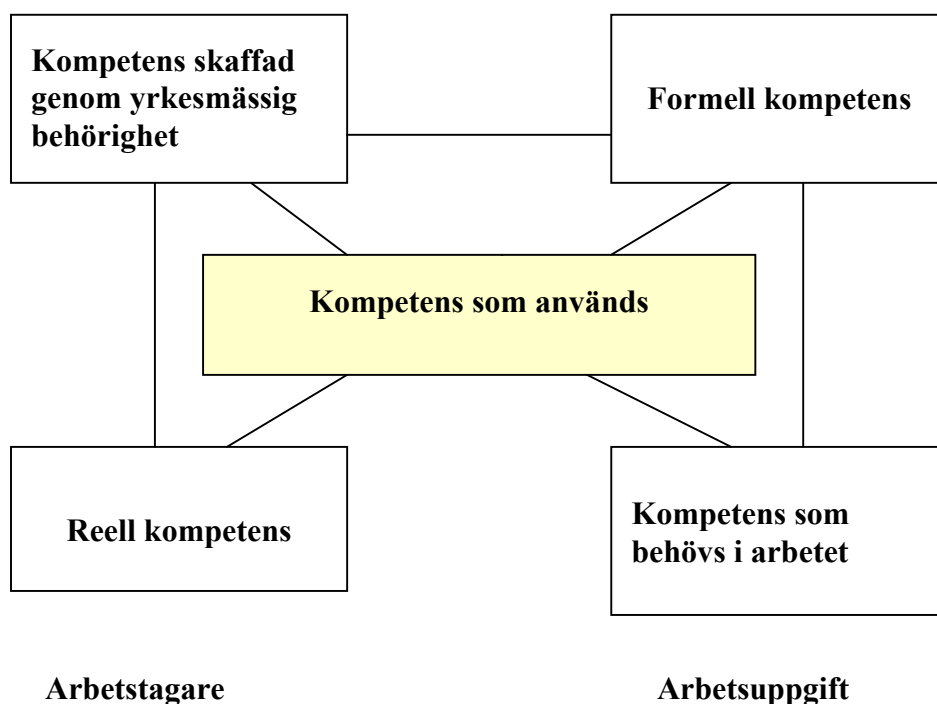 Kompetens skaffad
genom yrkesmässig
behörighet
Formell kompetens
Kompetens som används
Reell kompetens
Kompetens som
behövs i arbetet
Arbetstagare
Arbetsuppgift